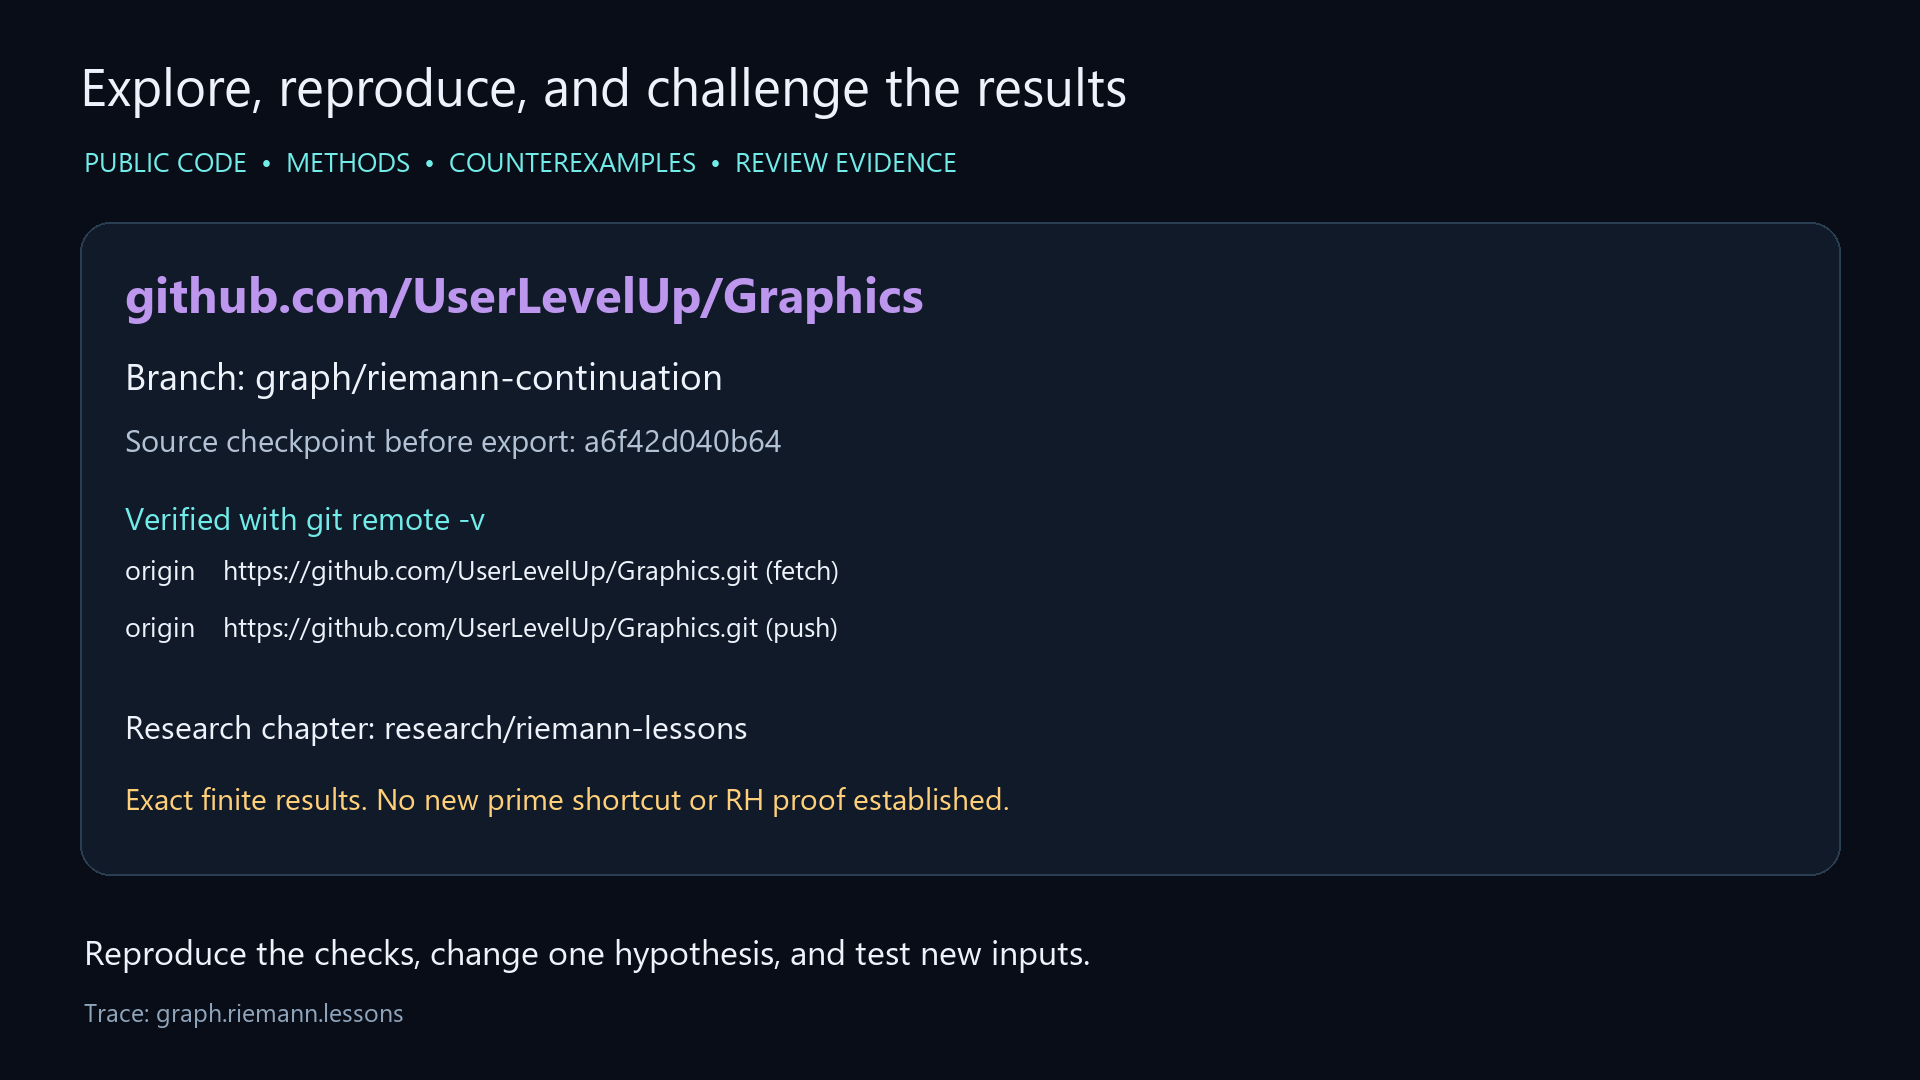 Explore, reproduce, and challenge the results
PUBLIC CODE • METHODS • COUNTEREXAMPLES • REVIEW EVIDENCE
github.com/UserLevelUp/Graphics
Branch: graph/riemann-continuation
Source checkpoint before export: a6f42d040b64
Verified with git remote -v
origin https://github.com/UserLevelUp/Graphics.git (fetch)
origin https://github.com/UserLevelUp/Graphics.git (push)
Research chapter: research/riemann-lessons
Exact finite results. No new prime shortcut or RH proof established.
Reproduce the checks, change one hypothesis, and test new inputs.
Trace: graph.riemann.lessons